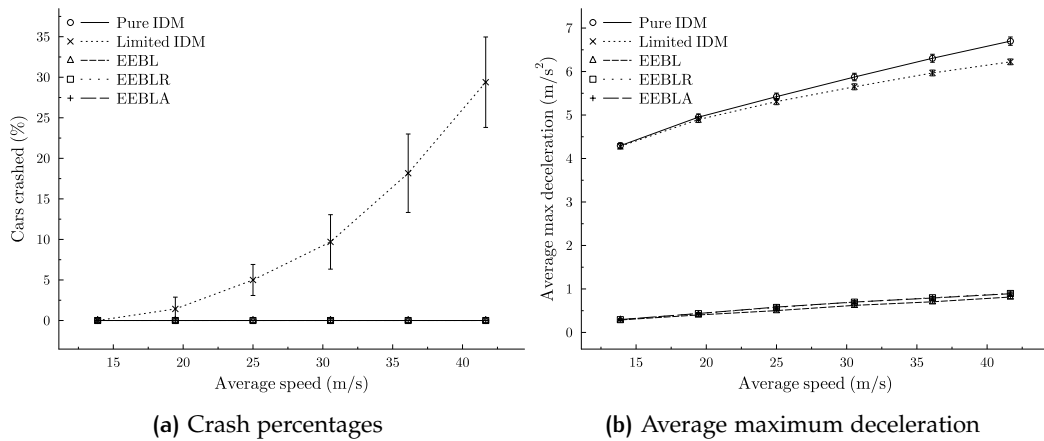 Pure IDM
Limited IDM
EEBL
EEBLR
EEBLA
35
30
25
20
15
10
5
0
Cars crashed (%)
15 20 25 30 35 40
Average speed (m/s)
(a) Crash percentages
Pure IDM
Limited IDM
EEBL
EEBLR
EEBLA
7
6
5
4
3
2
1
0
Average max deceleration (m/s²)
15 20 25 30 35 40
Average speed (m/s)
(b) Average maximum deceleration